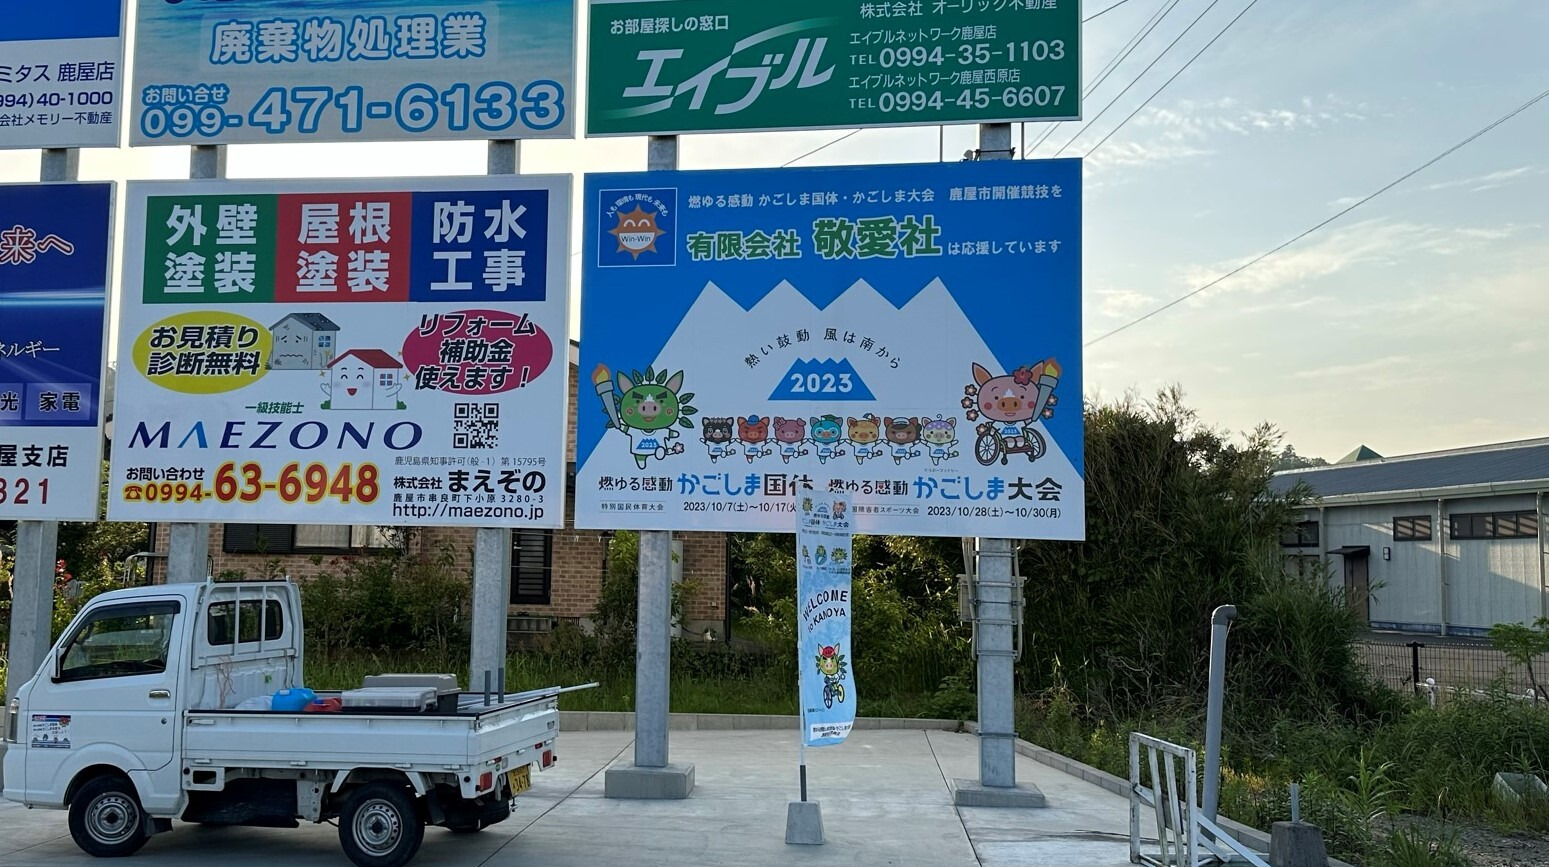 ミタス 鹿屋店
994)40-1000
会社メモリー不動産
廃棄物処理業
お問い合せ
099-471-6133
お部屋探しの窓口
エイブル
株式会社 オーリック不動産
エイブルネットワーク鹿屋店
TEL 0994-35-1103
エイブルネットワーク鹿屋西原店
TEL 0994-45-6607
来へ
ネルギー
光 家電
屋支店
321
外壁塗装
屋根塗装
防水工事
お見積り
診断無料
リフォーム
補助金
使えます!
一級技能士
MAEZONO
鹿児島県知事許可(般-1) 第15795号
お問い合わせ
☎0994-63-6948
株式会社 まえぞの
鹿屋市串良町下小原3280-3
http://maezono.jp
人も 環境も 現代も 未来も
Win-Win
燃ゆる感動 かごしま国体・かごしま大会 鹿屋市開催競技を
有限会社 敬愛社 は応援しています
熱い鼓動 風は南から
2023
燃ゆる感動 かごしま国体
特別国民体育大会 2023/10/7(土)〜10/17(火
燃ゆる感動 かごしま大会
国障害者スポーツ大会 2023/10/28(土)〜10/30(月)
WELCOME
to KANOYA